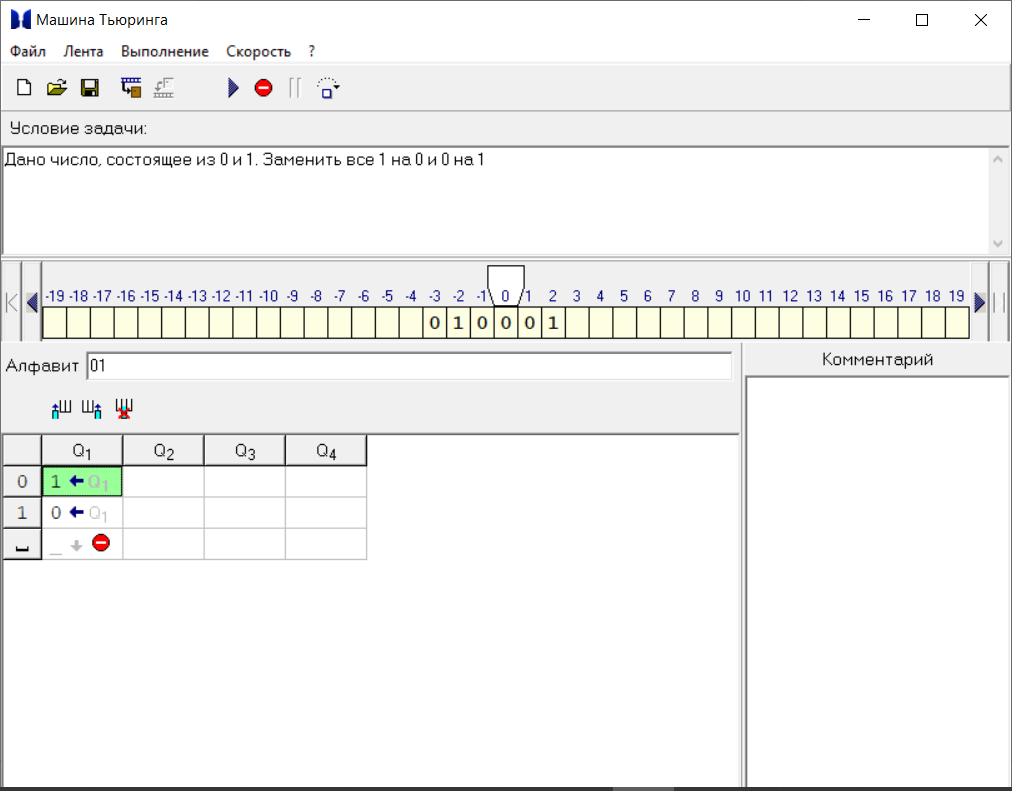 Машина Тьюринга
Файл Лента Выполнение Скорость ?
Условие задачи:
Дано число, состоящее из 0 и 1. Заменить все 1 на 0 и 0 на 1
-19 -18 -17 -16 -15 -14 -13 -12 -11 -10 -9 -8 -7 -6 -5 -4 -3 -2 -1 0 1 2 3 4 5 6 7 8 9 10 11 12 13 14 15 16 17 18 19
0 1 0 0 0 1
Алфавит 01
Комментарий
Q1 Q2 Q3 Q4
0 1 ← Q1
1 0 ← Q1
_ ↓